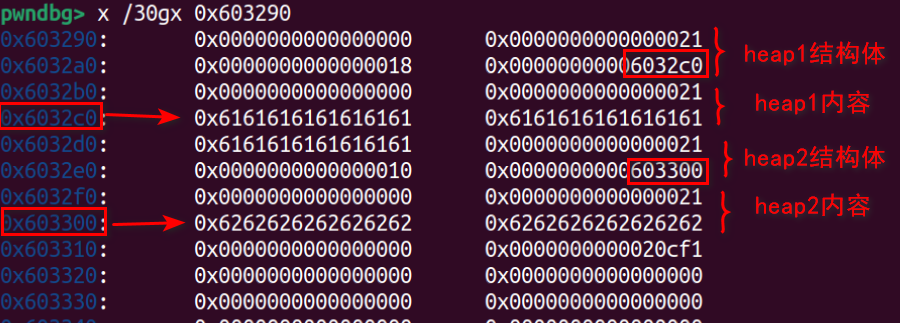 pwndbg> x /30gx 0x603290
0x603290: 0x0000000000000000 0x0000000000000021
0x6032a0: 0x0000000000000018 0x00000000006032c0 heap1结构体
0x6032b0: 0x0000000000000000 0x0000000000000021
0x6032c0: 0x6161616161616161 0x6161616161616161 heap1内容
0x6032d0: 0x6161616161616161 0x0000000000000021
0x6032e0: 0x0000000000000010 0x0000000000603300 heap2结构体
0x6032f0: 0x0000000000000000 0x0000000000000021
0x603300: 0x6262626262626262 0x6262626262626262 heap2内容
0x603310: 0x0000000000000000 0x0000000000020cf1
0x603320: 0x0000000000000000 0x0000000000000000
0x603330: 0x0000000000000000 0x0000000000000000